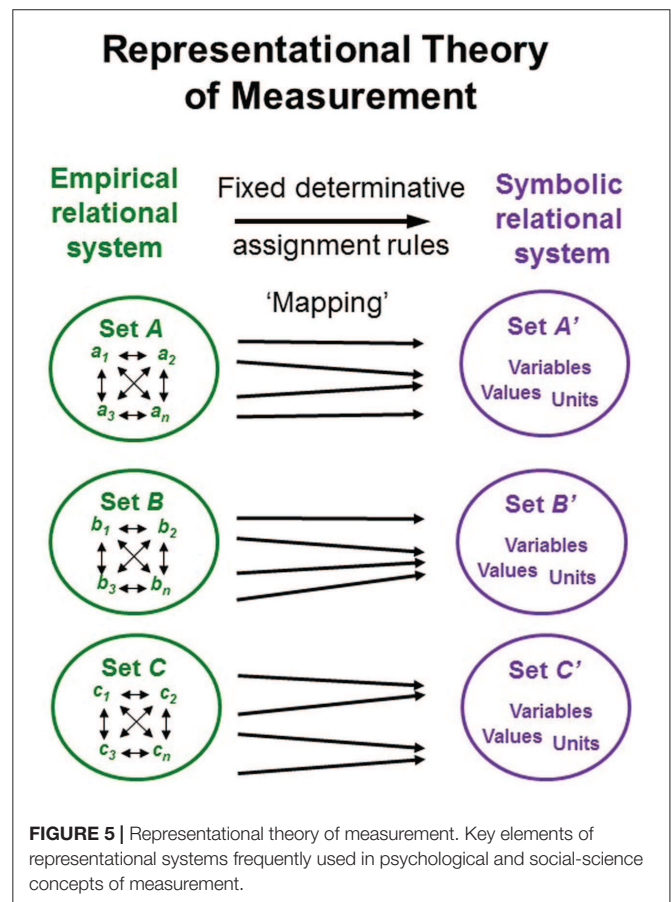 Representational Theory
of Measurement
Empirical
relational
system
Fixed determinative
assignment rules
Symbolic
relational
system
'Mapping'
Set A
a1 a2
a3 an
Set A'
Variables
Values Units
Set B
b1 b2
b3 bn
Set B'
Variables
Values Units
Set C
c1 c2
c3 cn
Set C'
Variables
Values Units
FIGURE 5 | Representational theory of measurement. Key elements of
representational systems frequently used in psychological and social-science
concepts of measurement.